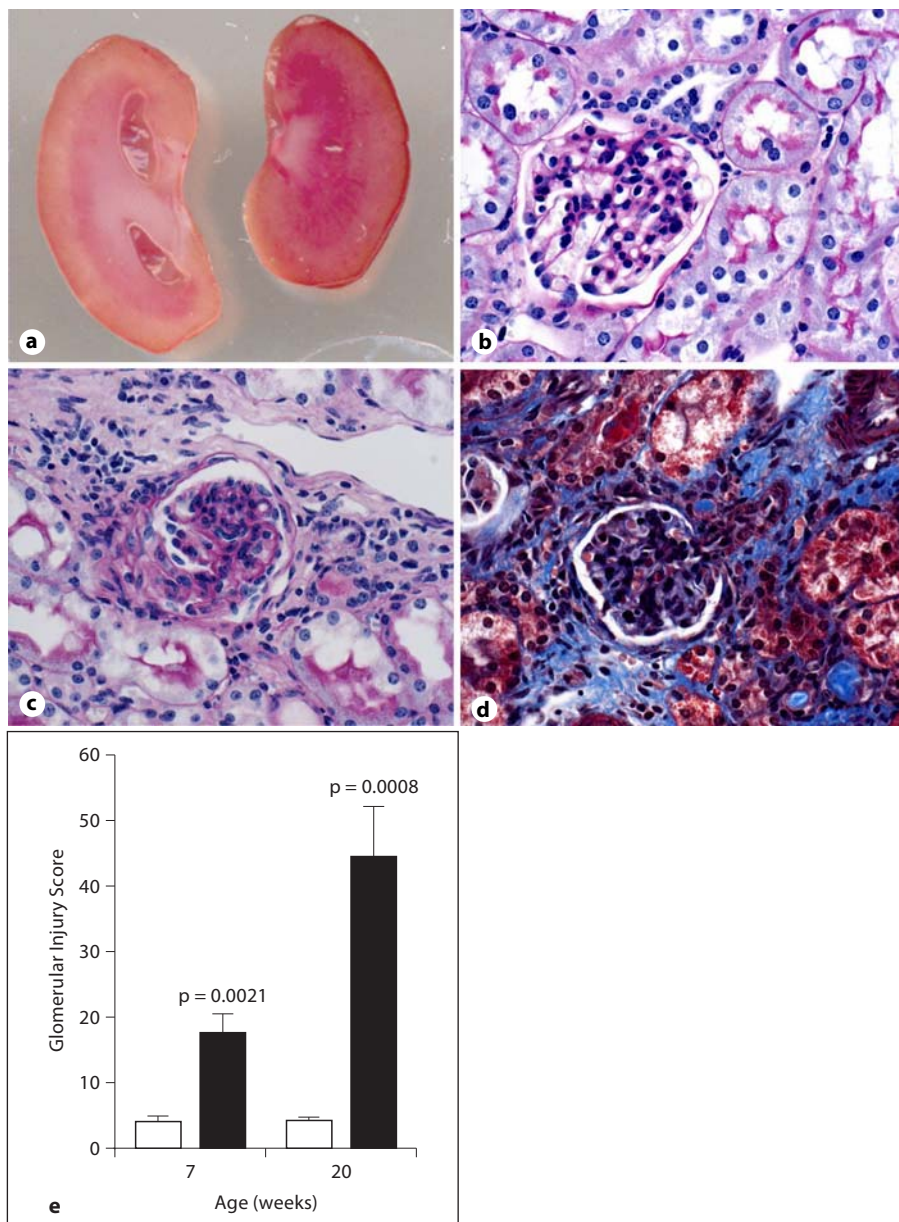 a
b
c
d
60
50
40
30
20
10
0
Glomerular Injury Score
p = 0.0021
p = 0.0008
7
20
Age (weeks)
e